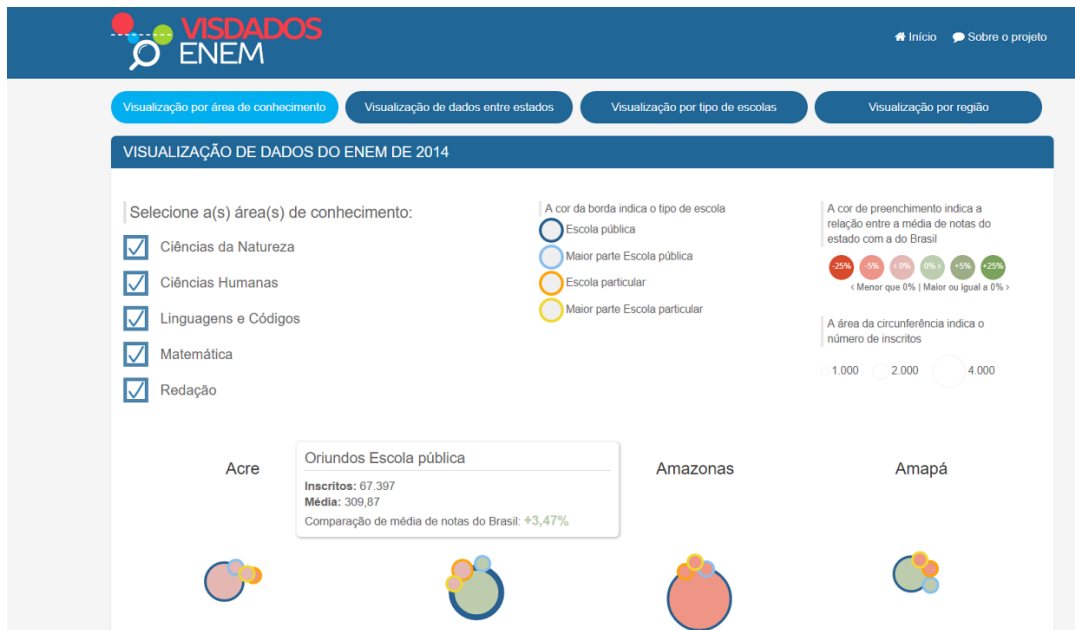 VISDADOS
ENEM
Início
Sobre o projeto
Visualização por área de conhecimento
Visualização de dados entre estados
Visualização por tipo de escolas
Visualização por região
VISUALIZAÇÃO DE DADOS DO ENEM DE 2014
Selecione a(s) área(s) de conhecimento:
Ciências da Natureza
Ciências Humanas
Linguagens e Códigos
Matemática
Redação
A cor da borda indica o tipo de escola
Escola pública
Maior parte Escola pública
Escola particular
Maior parte Escola particular
A cor de preenchimento indica a
relação entre a média de notas do
estado com a do Brasil
-25% -5% < 0% 0% > +5% +25%
< Menor que 0% | Maior ou igual a 0% >
A área da circunferência indica o
número de inscritos
1.000 2.000 4.000
Acre
Oriundos Escola pública
Inscritos: 67.397
Média: 309,87
Comparação de média de notas do Brasil: +3,47%
Amazonas
Amapá